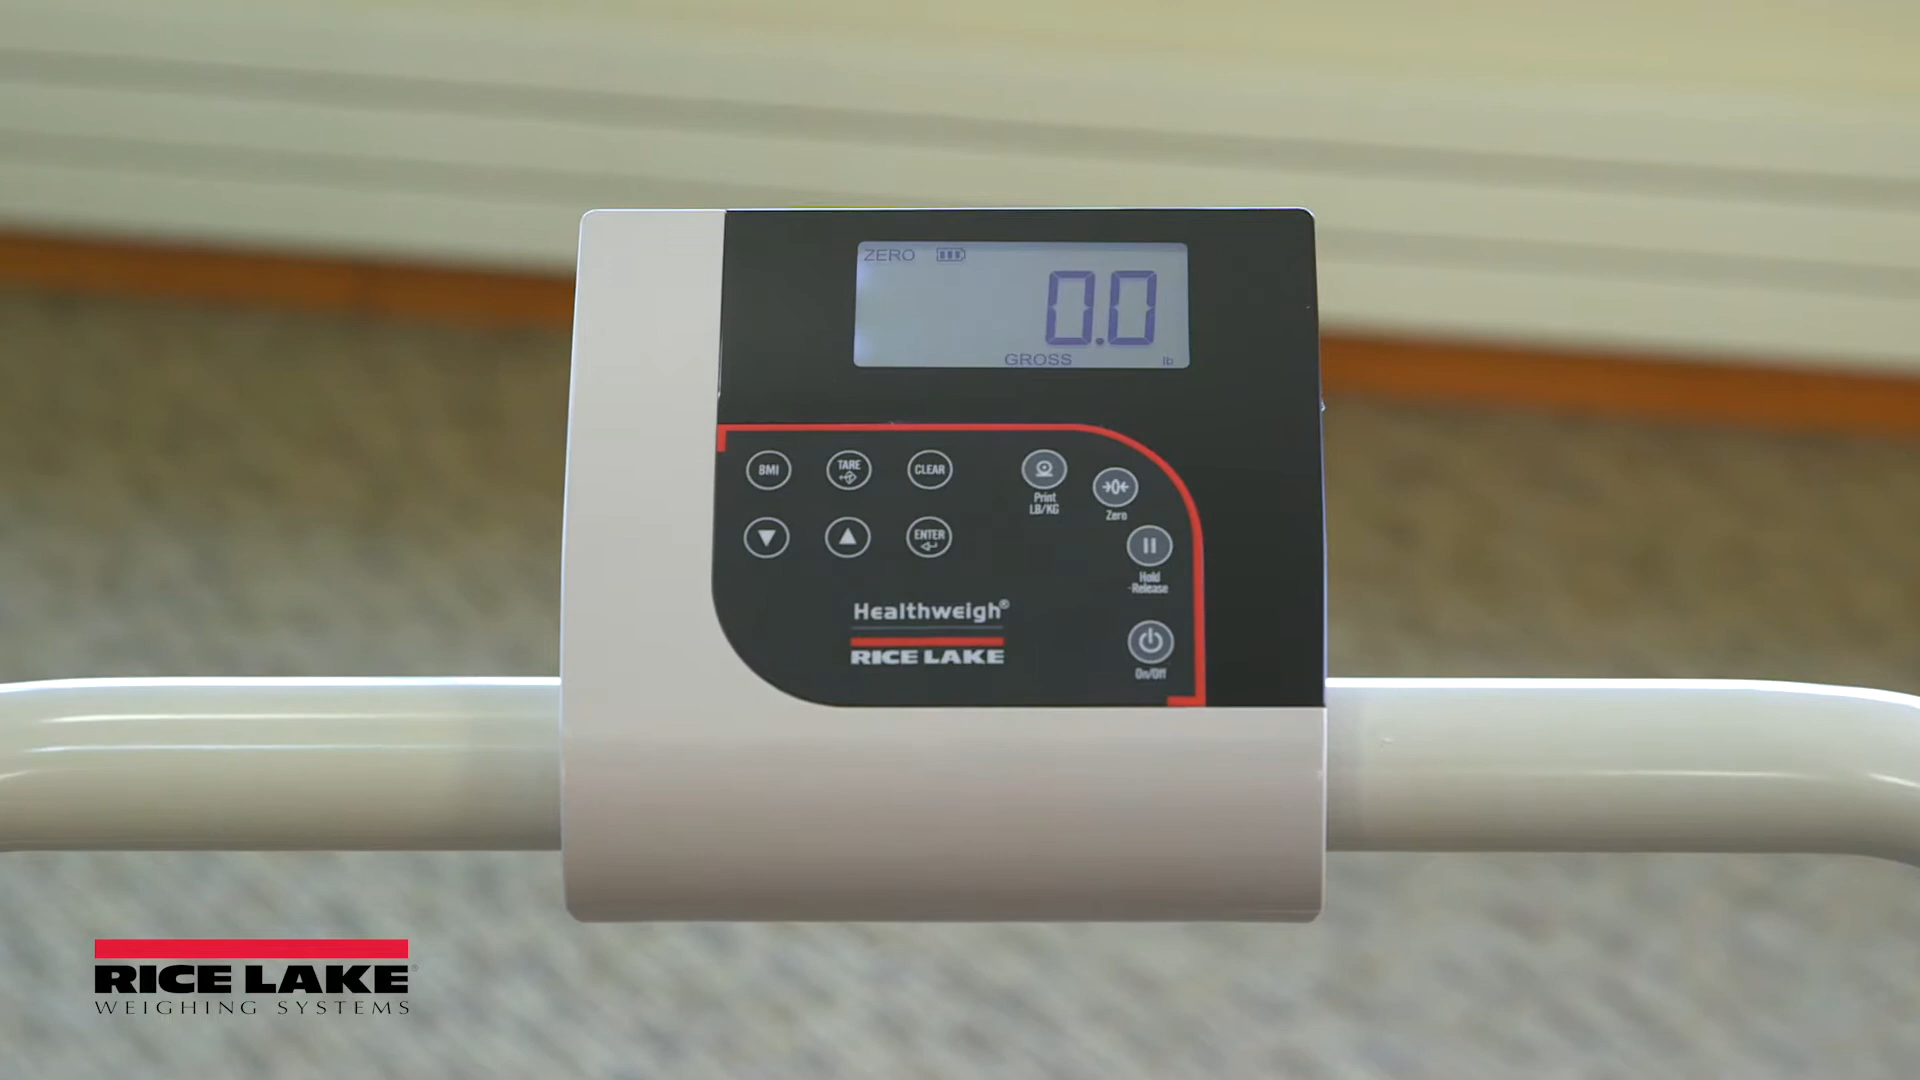 ZERO
0.0
GROSS lb
BMI TARE CLEAR
Print
LB/KG
Zero
ENTER
Hold
-Release
Healthweigh®
RICE LAKE
On/Off
RICE LAKE®
WEIGHING SYSTEMS